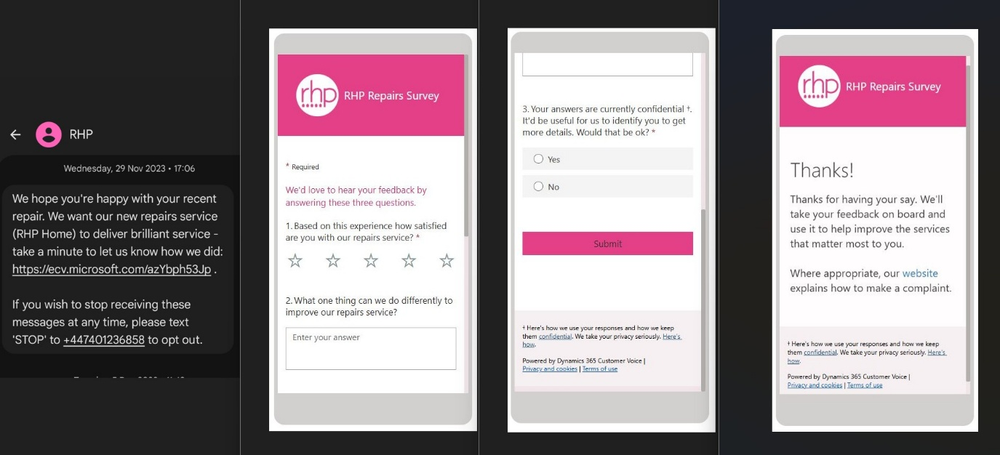 RHP
Wednesday, 29 Nov 2023 • 17:06
We hope you're happy with your recent
repair. We want our new repairs service
(RHP Home) to deliver brilliant service -
take a minute to let us know how we did:
https://ecv.microsoft.com/azYbph53Jp .
If you wish to stop receiving these
messages at any time, please text
'STOP' to +447401236858 to opt out.
rhp RHP Repairs Survey
* Required
We'd love to hear your feedback by
answering these three questions.
1. Based on this experience how satisfied
are you with our repairs service? *
2. What one thing can we do differently to
improve our repairs service?
Enter your answer
3. Your answers are currently confidential †.
It'd be useful for us to identify you to get
more details. Would that be ok? *
Yes
No
Submit
† Here's how we use your responses and how we keep
them confidential. We take your privacy seriously. Here's
how.
Powered by Dynamics 365 Customer Voice |
Privacy and cookies | Terms of use
rhp RHP Repairs Survey
Thanks!
Thanks for having your say. We'll
take your feedback on board and
use it to help improve the services
that matter most to you.
Where appropriate, our website
explains how to make a complaint.
† Here's how we use your responses and how we keep
them confidential. We take your privacy seriously. Here's
how.
Powered by Dynamics 365 Customer Voice |
Privacy and cookies | Terms of use